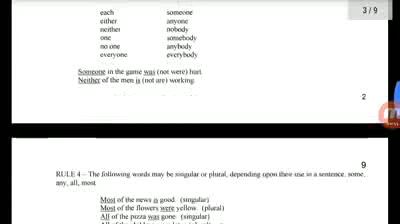 3 / 9
each someone
either anyone
neither nobody
one somebody
no one anybody
everyone everybody
Someone in the game was (not were) hurt.
Neither of the men is (not are) working.
2
9
RULE 4 – The following words may be singular or plural, depending upon their use in a sentence, some,
any, all, most
Most of the news is good. (singular)
Most of the flowers were yellow. (plural)
All of the pizza was gone. (singular)